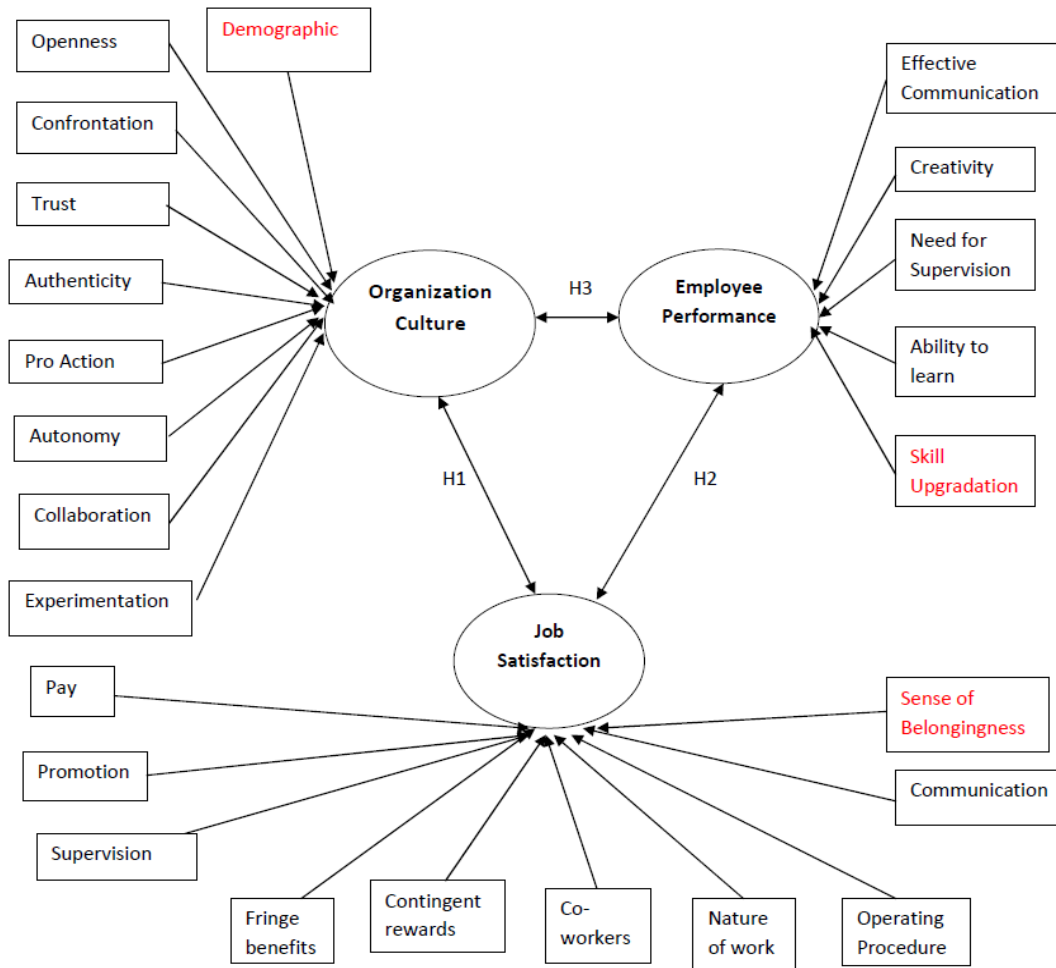 Openness
Demographic
Effective
Communication
Confrontation
Creativity
Trust
Need for
Supervision
Authenticity
Organization
Culture
H3
Employee
Performance
Pro Action
Ability to
learn
Autonomy
Skill
Upgradation
H1
H2
Collaboration
Experimentation
Job
Satisfaction
Pay
Sense of
Belongingness
Promotion
Communication
Supervision
Fringe
benefits
Contingent
rewards
Co-
workers
Nature
of work
Operating
Procedure